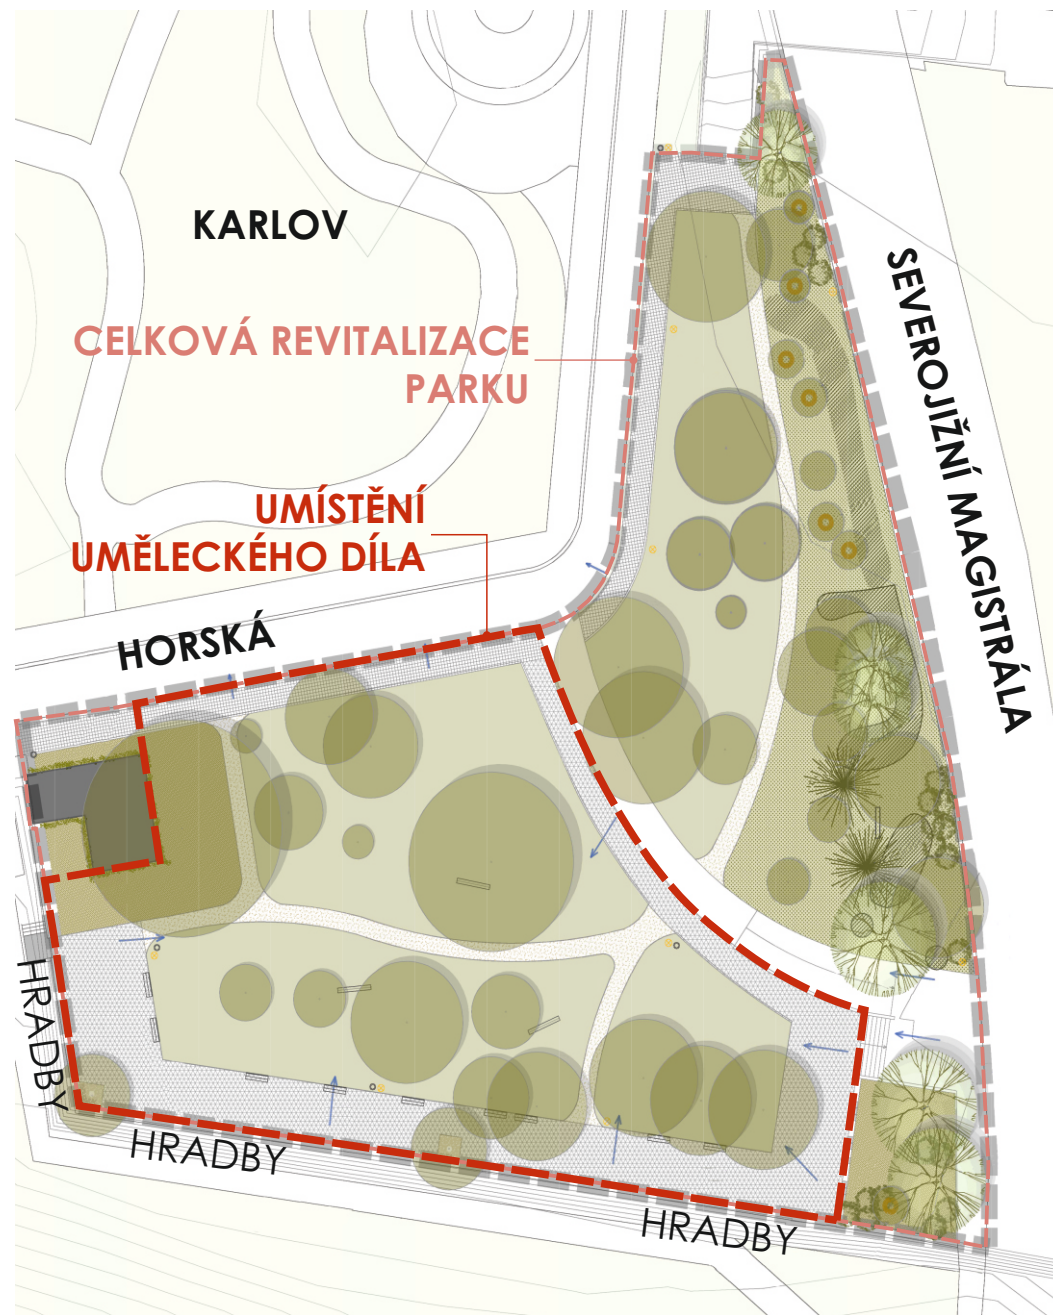 KARLOV
CELKOVÁ REVITALIZACE
PARKU
SEVEROJIŽNÍ MAGISTRÁLA
UMÍSTĚNÍ
UMĚLECKÉHO DÍLA
HORSKÁ
HRADBY
HRADBY
HRADBY